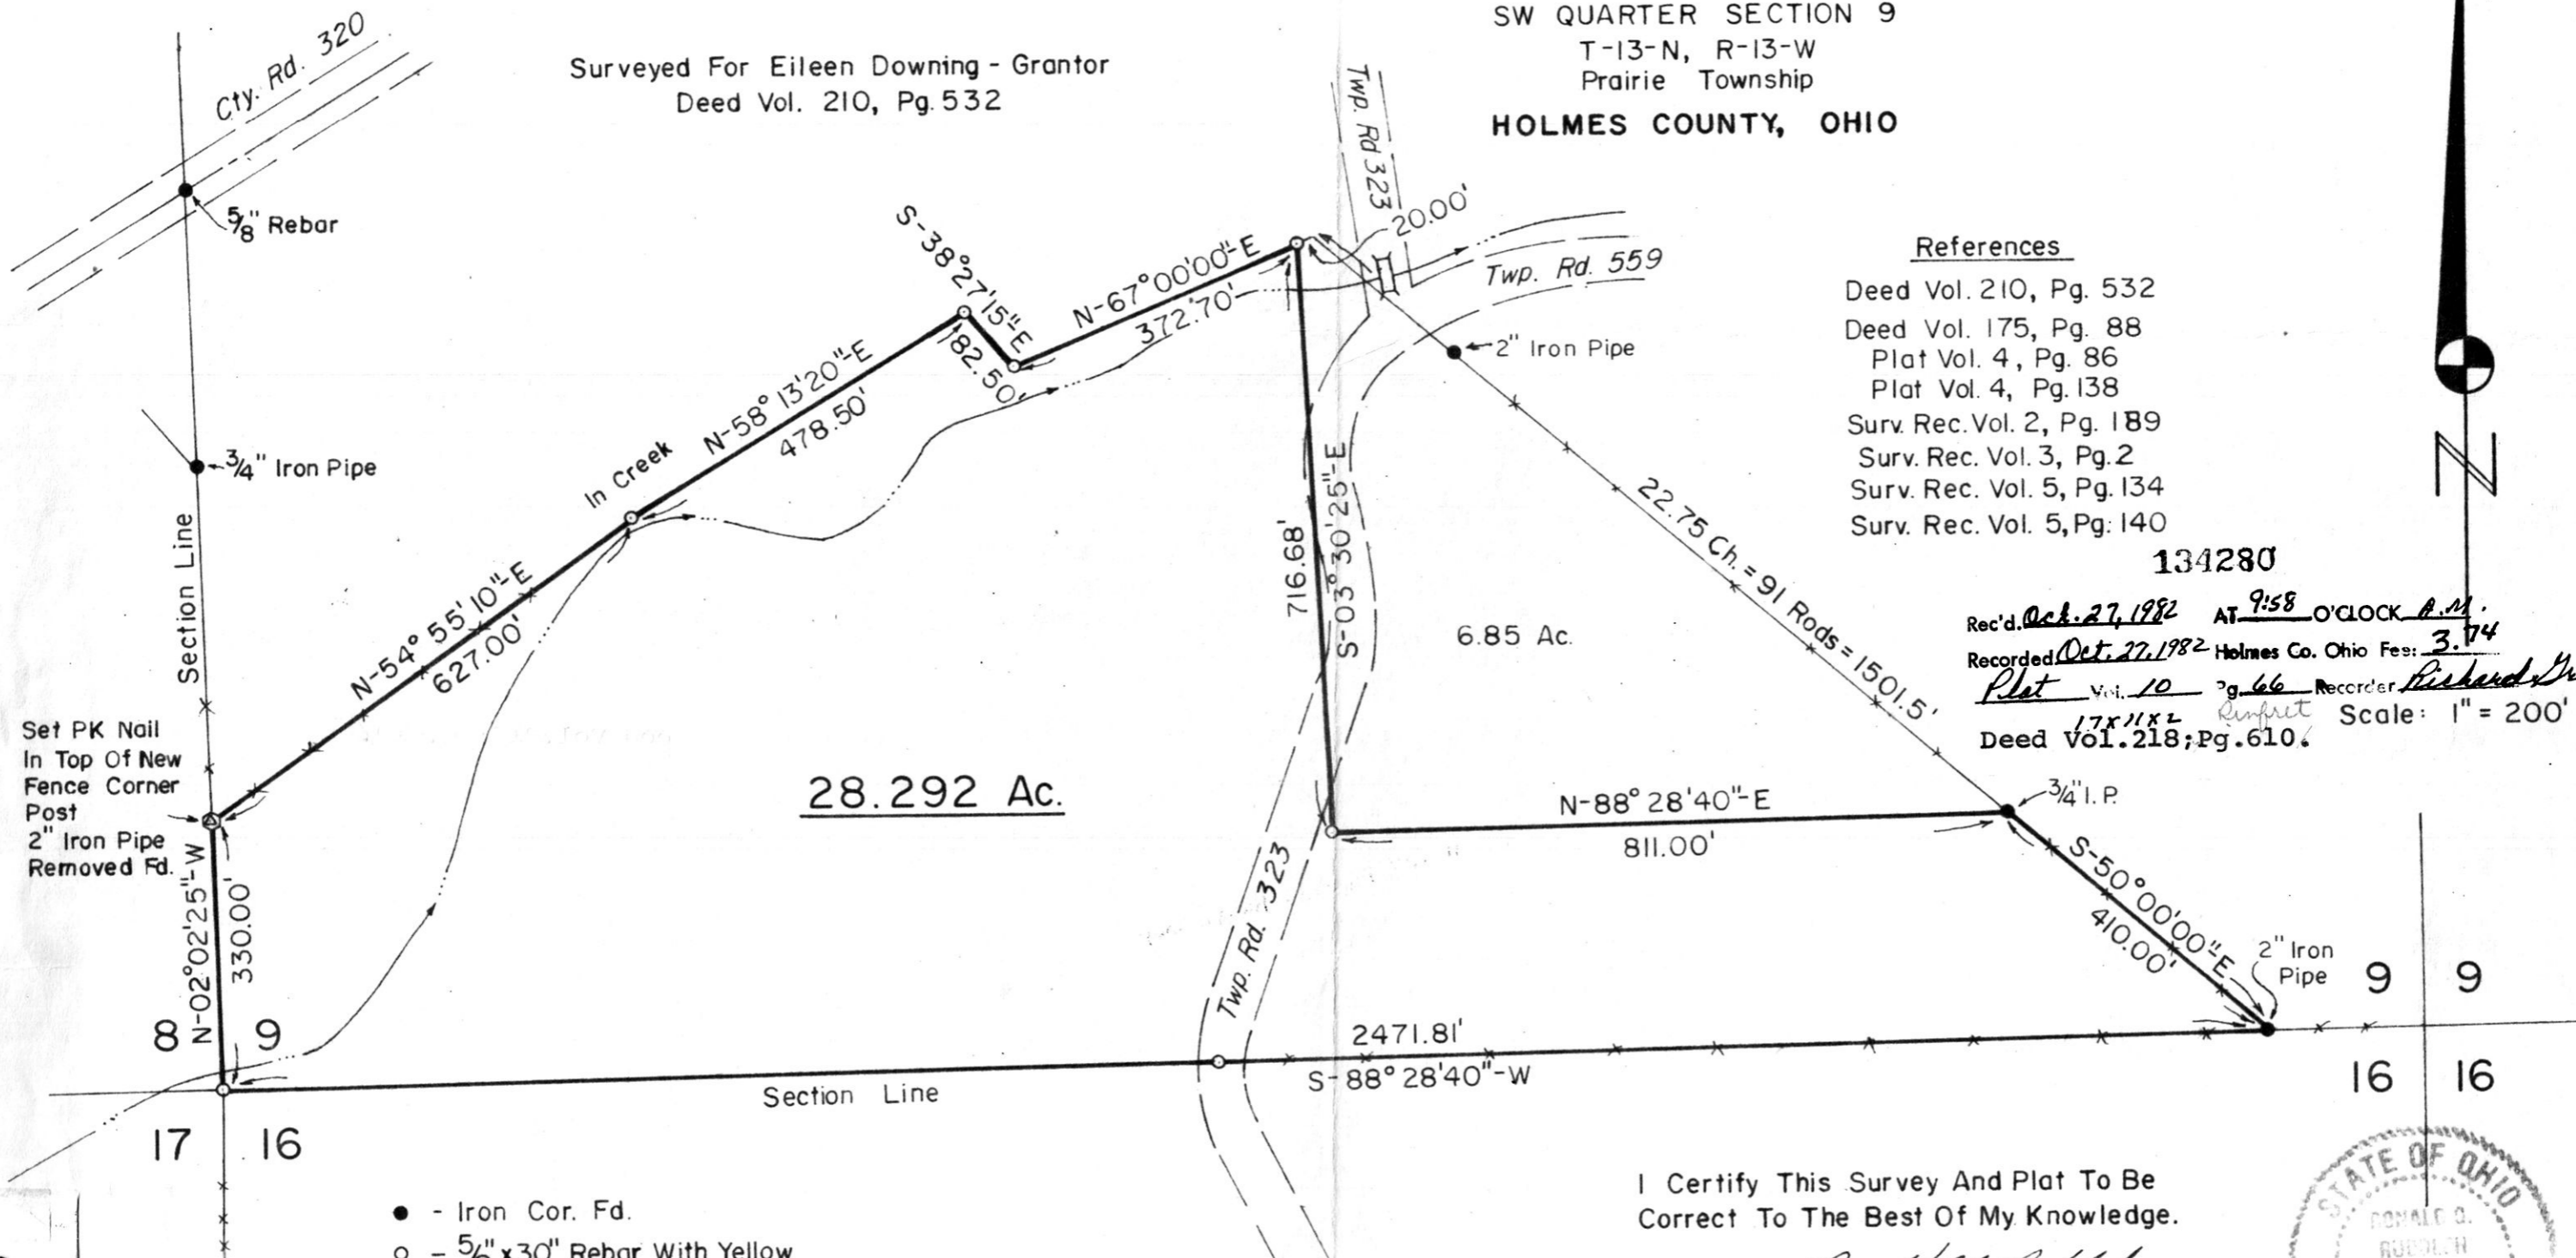 SW QUARTER SECTION 9
T-13-N, R-13-W
Prairie Township
HOLMES COUNTY, OHIO
Surveyed For Eileen Downing - Grantor
Deed Vol. 210, Pg. 532
Cty. Rd. 320
5/8" Rebar
3/4" Iron Pipe
Section Line
Set PK Nail
In Top Of New
Fence Corner
Post
2" Iron Pipe
Removed Fd.
N-02°02'25"-W
330.00'
N-54°55'10"-E
627.00'
In Creek
N-58°13'20"-E
478.50'
S-38°27'15"-E
82.50'
N-67°00'00"-E
372.70'
Twp. Rd 323
20.00'
Twp. Rd. 559
2" Iron Pipe
716.68'
S-03°30'25"-E
6.85 Ac.
22.75 Ch. = 91 Rods = 1501.5'
28.292 Ac.
N-88°28'40"-E
811.00'
3/4" I.P.
S-50°00'00"-E
410.00'
2" Iron
Pipe
Twp. Rd. 323
2471.81'
S-88°28'40"-W
Section Line
8 9
17 16
9 9
16 16
References
Deed Vol. 210, Pg. 532
Deed Vol. 175, Pg. 88
Plat Vol. 4, Pg. 86
Plat Vol. 4, Pg. 138
Surv. Rec. Vol. 2, Pg. 189
Surv. Rec. Vol. 3, Pg. 2
Surv. Rec. Vol. 5, Pg. 134
Surv. Rec. Vol. 5, Pg. 140
134280
Rec'd. Oct. 27, 1982 AT 9:58 O'CLOCK A.M.
Recorded Oct. 27, 1982 Holmes Co. Ohio Fee: 3.74
Plat Vol. 10 Pg. 66 Recorder Richard
17x11x2
Scale: 1" = 200'
Deed Vol. 218; Pg. 610.
N
● - Iron Cor. Fd.
○ - 5/8" x 30" Rebar With Yellow
I Certify This Survey And Plat To Be
Correct To The Best Of My Knowledge.
STATE OF OHIO
RONALD